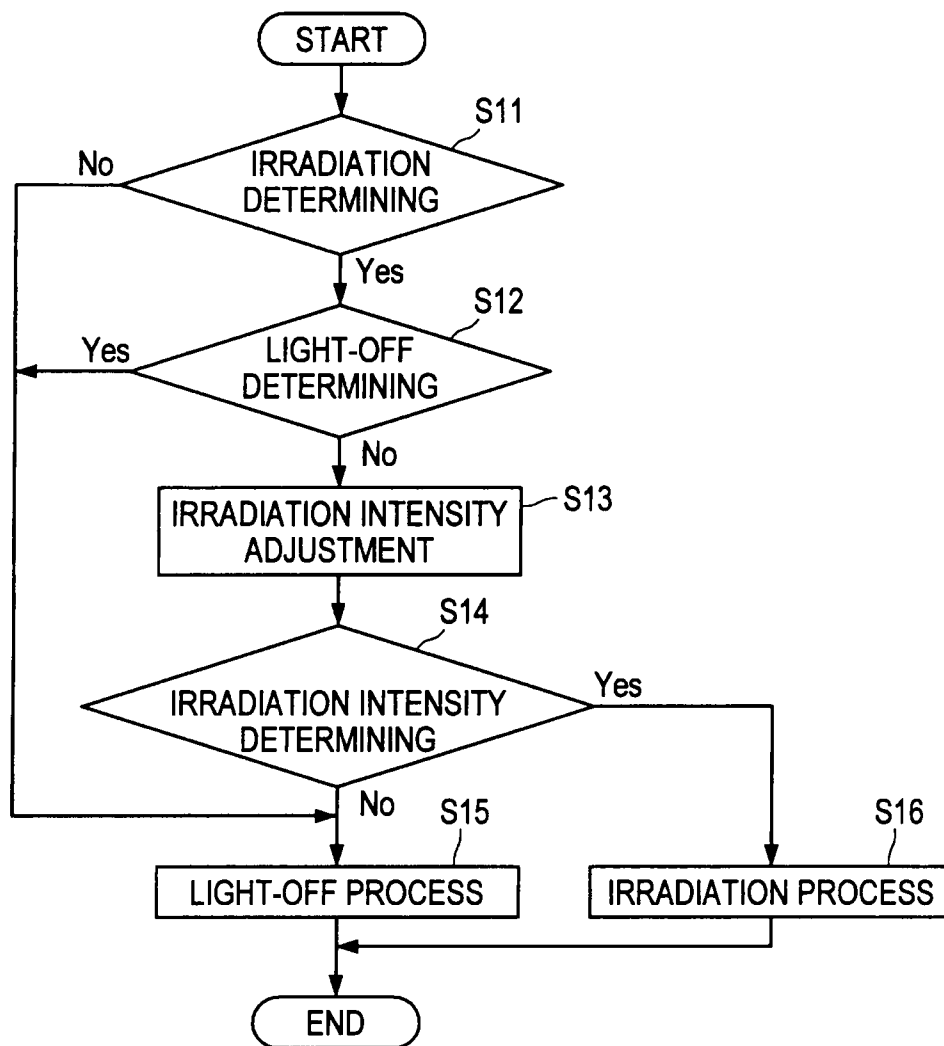 START
S11
No
IRRADIATION
DETERMINING
Yes
S12
Yes
LIGHT-OFF
DETERMINING
No
S13
IRRADIATION INTENSITY
ADJUSTMENT
S14
Yes
IRRADIATION INTENSITY
DETERMINING
No
S15
S16
LIGHT-OFF PROCESS
IRRADIATION PROCESS
END